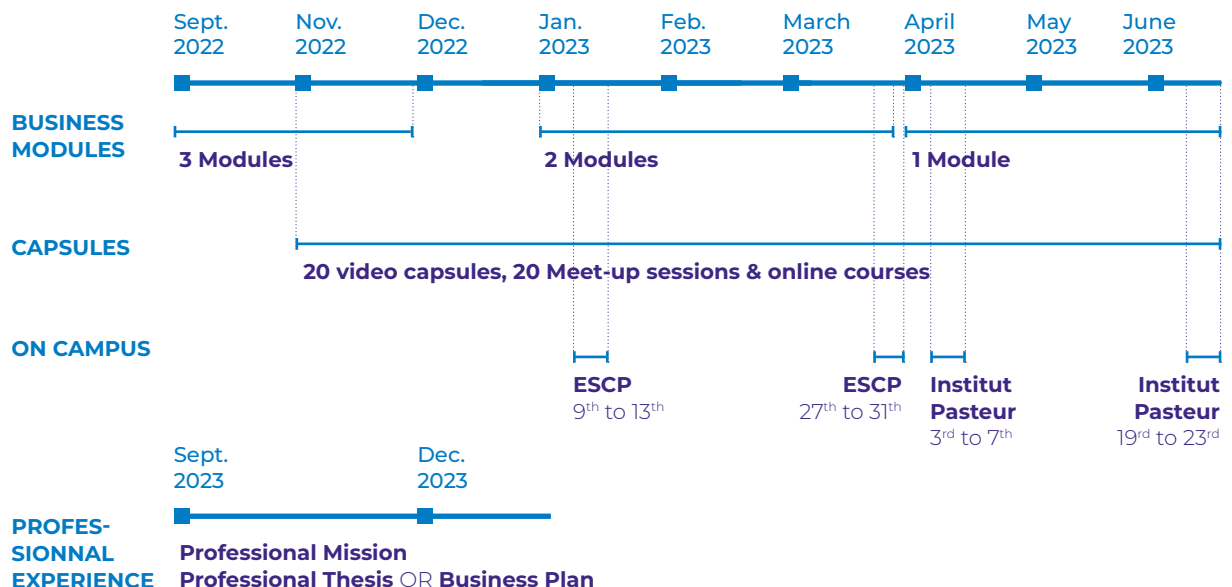 Sept.
2022
Nov.
2022
Dec.
2022
Jan.
2023
Feb.
2023
March
2023
April
2023
May
2023
June
2023
BUSINESS
MODULES
3 Modules
2 Modules
1 Module
CAPSULES
20 video capsules, 20 Meet-up sessions & online courses
ON CAMPUS
ESCP
9th to 13th
ESCP
27th to 31th
Institut
Pasteur
3rd to 7th
Institut
Pasteur
19rd to 23rd
Sept.
2023
Dec.
2023
PROFES-
SIONNAL
EXPERIENCE
Professional Mission
Professional Thesis OR Business Plan